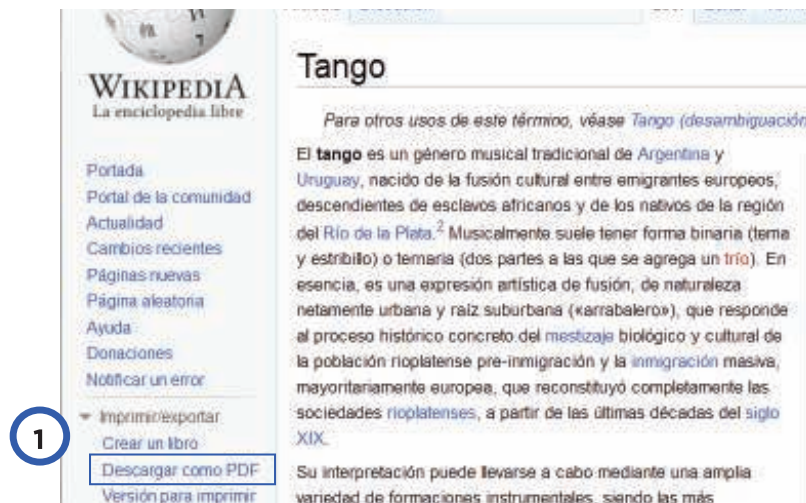 WIKIPEDIA
La enciclopedia libre
Portada
Portal de la comunidad
Actualidad
Cambios recientes
Páginas nuevas
Página aleatoria
Ayuda
Donaciones
Notificar un error
Imprimir/exportar
1
Crear un libro
Descargar como PDF
Versión para imprimir
Tango
Para otros usos de este término, véase Tango (desambiguación
El tango es un género musical tradicional de Argentina y
Uruguay, nacido de la fusión cultural entre emigrantes europeos,
descendientes de esclavos africanos y de los nativos de la región
del Río de la Plata.2 Musicalmente suele tener forma binaria (tema
y estribillo) o ternaria (dos partes a las que se agrega un trío). En
esencia, es una expresión artística de fusión, de naturaleza
netamente urbana y raíz suburbana («arrabalero»), que responde
al proceso histórico concreto del mestizaje biológico y cultural de
la población rioplatense pre-inmigración y la inmigración masiva,
mayoritariamente europea, que reconstituyó completamente las
sociedades rioplatenses, a partir de las últimas décadas del siglo
XIX.
Su interpretación puede llevarse a cabo mediante una amplia
variedad de formaciones instrumentales, siendo las más